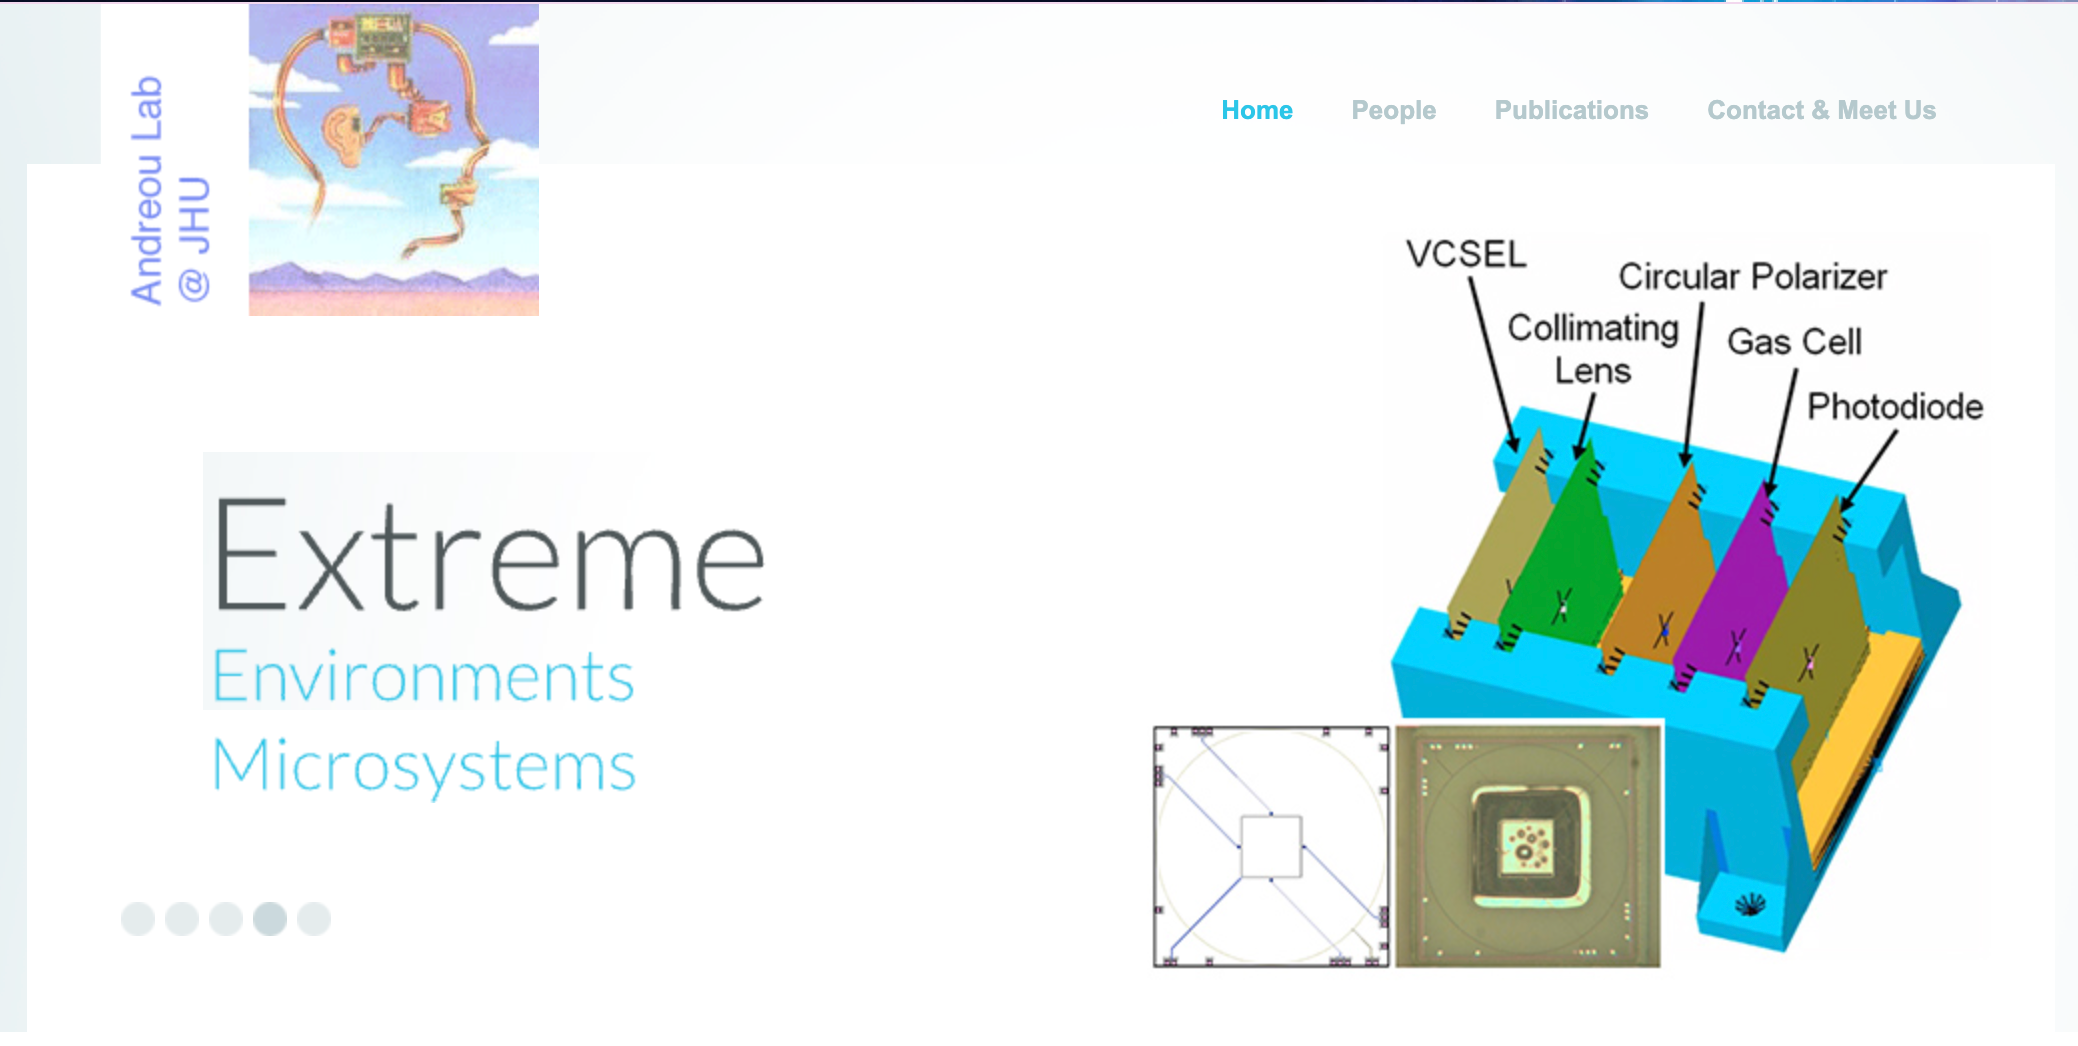 Andreou Lab
@ JHU
Home
People
Publications
Contact & Meet Us
Extreme
Environments
Microsystems
VCSEL
Circular Polarizer
Collimating
Lens
Gas Cell
Photodiode